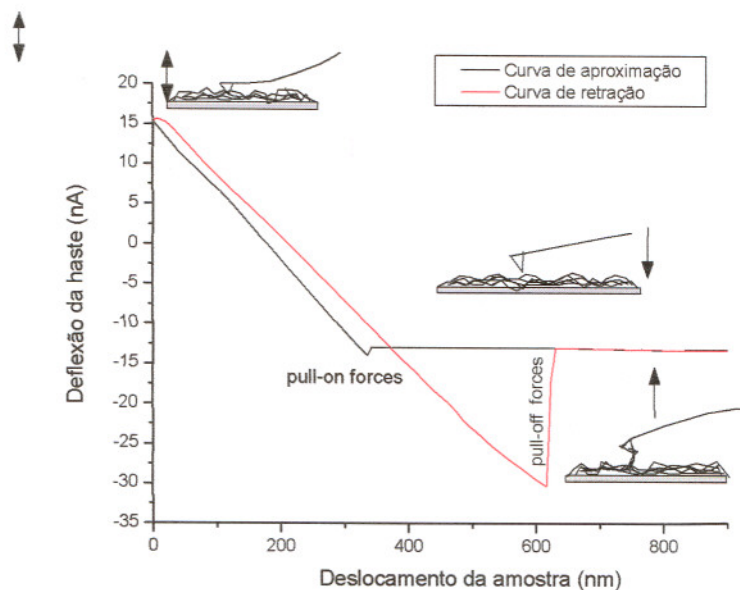 Curva de aproximação
Curva de retração
Deflexão da haste (nA)
20
15
10
5
0
-5
-10
-15
-20
-25
-30
-35
pull-on forces
pull-off forces
0
200
400
600
800
Deslocamento da amostra (nm)